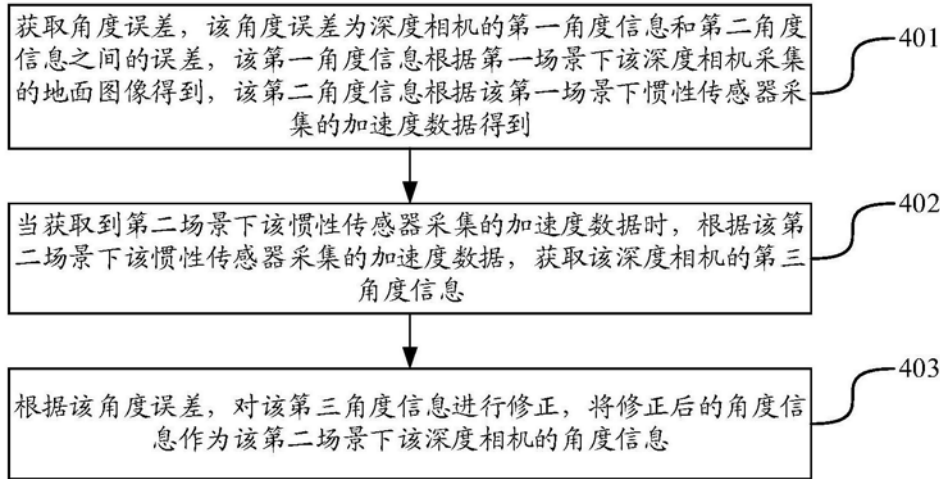 获取角度误差，该角度误差为深度相机的第一角度信息和第二角度
信息之间的误差，该第一角度信息根据第一场景下该深度相机采集
的地面图像得到，该第二角度信息根据该第一场景下惯性传感器采
集的加速度数据得到
401
当获取到第二场景下该惯性传感器采集的加速度数据时，根据该第
二场景下该惯性传感器采集的加速度数据，获取该深度相机的第三
角度信息
402
根据该角度误差，对该第三角度信息进行修正，将修正后的角度信
息作为该第二场景下该深度相机的角度信息
403